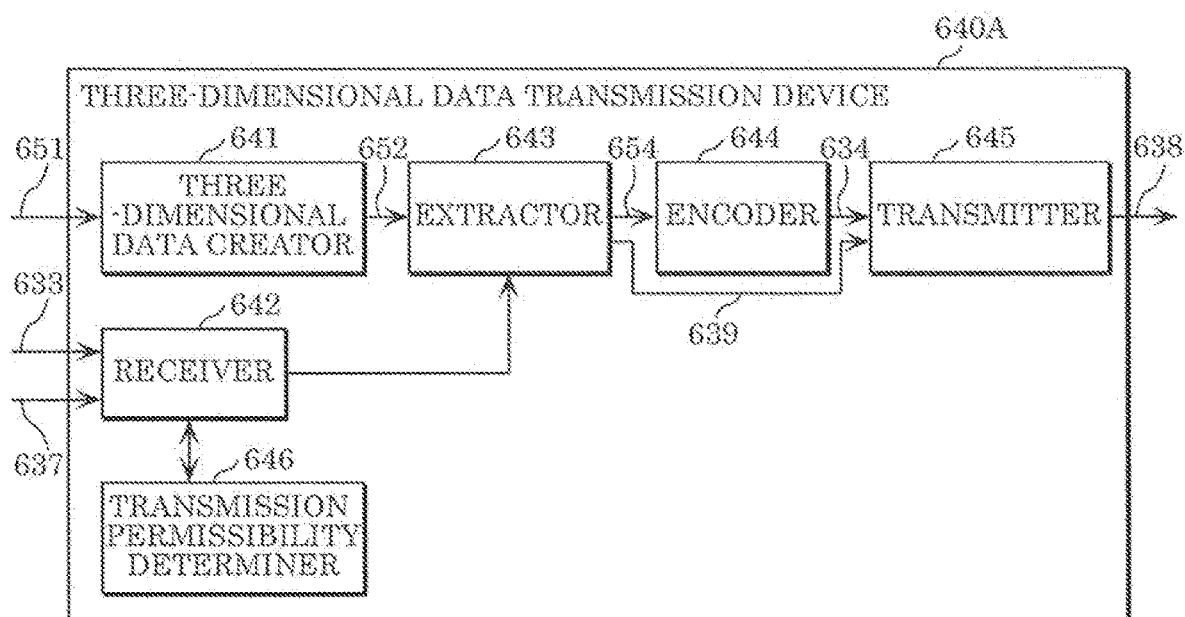 640A
THREE-DIMENSIONAL DATA TRANSMISSION DEVICE
651
641
652
643
654
644
634
645
638
THREE
-DIMENSIONAL
DATA CREATOR
EXTRACTOR
ENCODER
TRANSMITTER
633
642
639
RECEIVER
637
646
TRANSMISSION
PERMISSIBILITY
DETERMINER